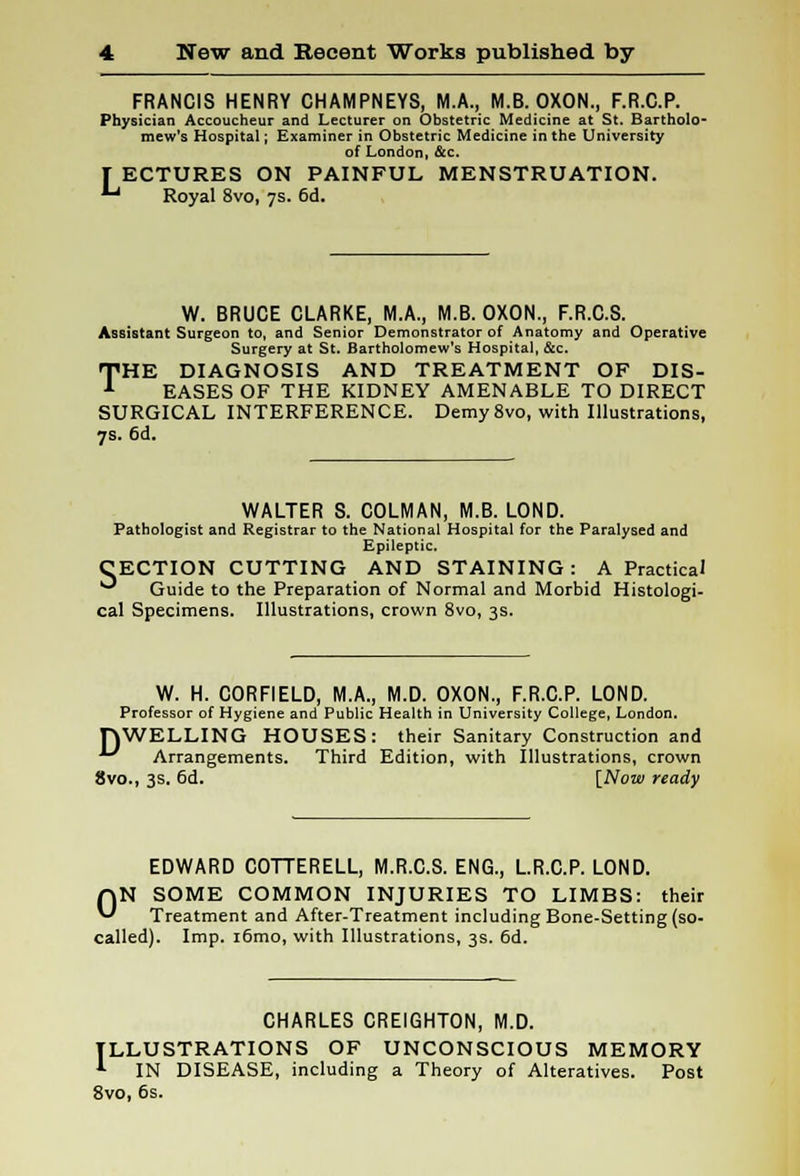 4 New and Recent Works published by
FRANCIS HENRY CHAMPNEYS, M.A., M.B. OXON., F.R.C.P.
Physician Accoucheur and Lecturer on Obstetric Medicine at St. Bartholo-
mew's Hospital; Examiner in Obstetric Medicine in the University
of London, &c.
LECTURES ON PAINFUL MENSTRUATION.
Royal 8vo, 7s. 6d.
W. BRUCE CLARKE, M.A., M.B. OXON., F.R.C.S.
Assistant Surgeon to, and Senior Demonstrator of Anatomy and Operative
Surgery at St. Bartholomew's Hospital, &c.
THE DIAGNOSIS AND TREATMENT OF DIS-
EASES OF THE KIDNEY AMENABLE TO DIRECT
SURGICAL INTERFERENCE. Demy 8vo, with Illustrations,
7s. 6d.
WALTER S. COLMAN, M.B. LOND.
Pathologist and Registrar to the National Hospital for the Paralysed and
Epileptic.
SECTION CUTTING AND STAINING: A Practical
Guide to the Preparation of Normal and Morbid Histologi-
cal Specimens. Illustrations, crown 8vo, 3s.
W. H. CORFIELD, M.A., M.D. OXON., F.R.C.P. LOND.
Professor of Hygiene and Public Health in University College, London.
DWELLING HOUSES: their Sanitary Construction and
Arrangements. Third Edition, with Illustrations, crown
8vo., 3s. 6d. [Now ready
EDWARD COTTERELL, M.R.C.S. ENG., L.R.C.P. LOND.
ON SOME COMMON INJURIES TO LIMBS: their
Treatment and After-Treatment including Bone-Setting (so-
called). Imp. 16mo, with Illustrations, 3s. 6d.
CHARLES CREIGHTON, M.D.
ILLUSTRATIONS OF UNCONSCIOUS MEMORY
IN DISEASE, including a Theory of Alteratives. Post
8vo, 6s.